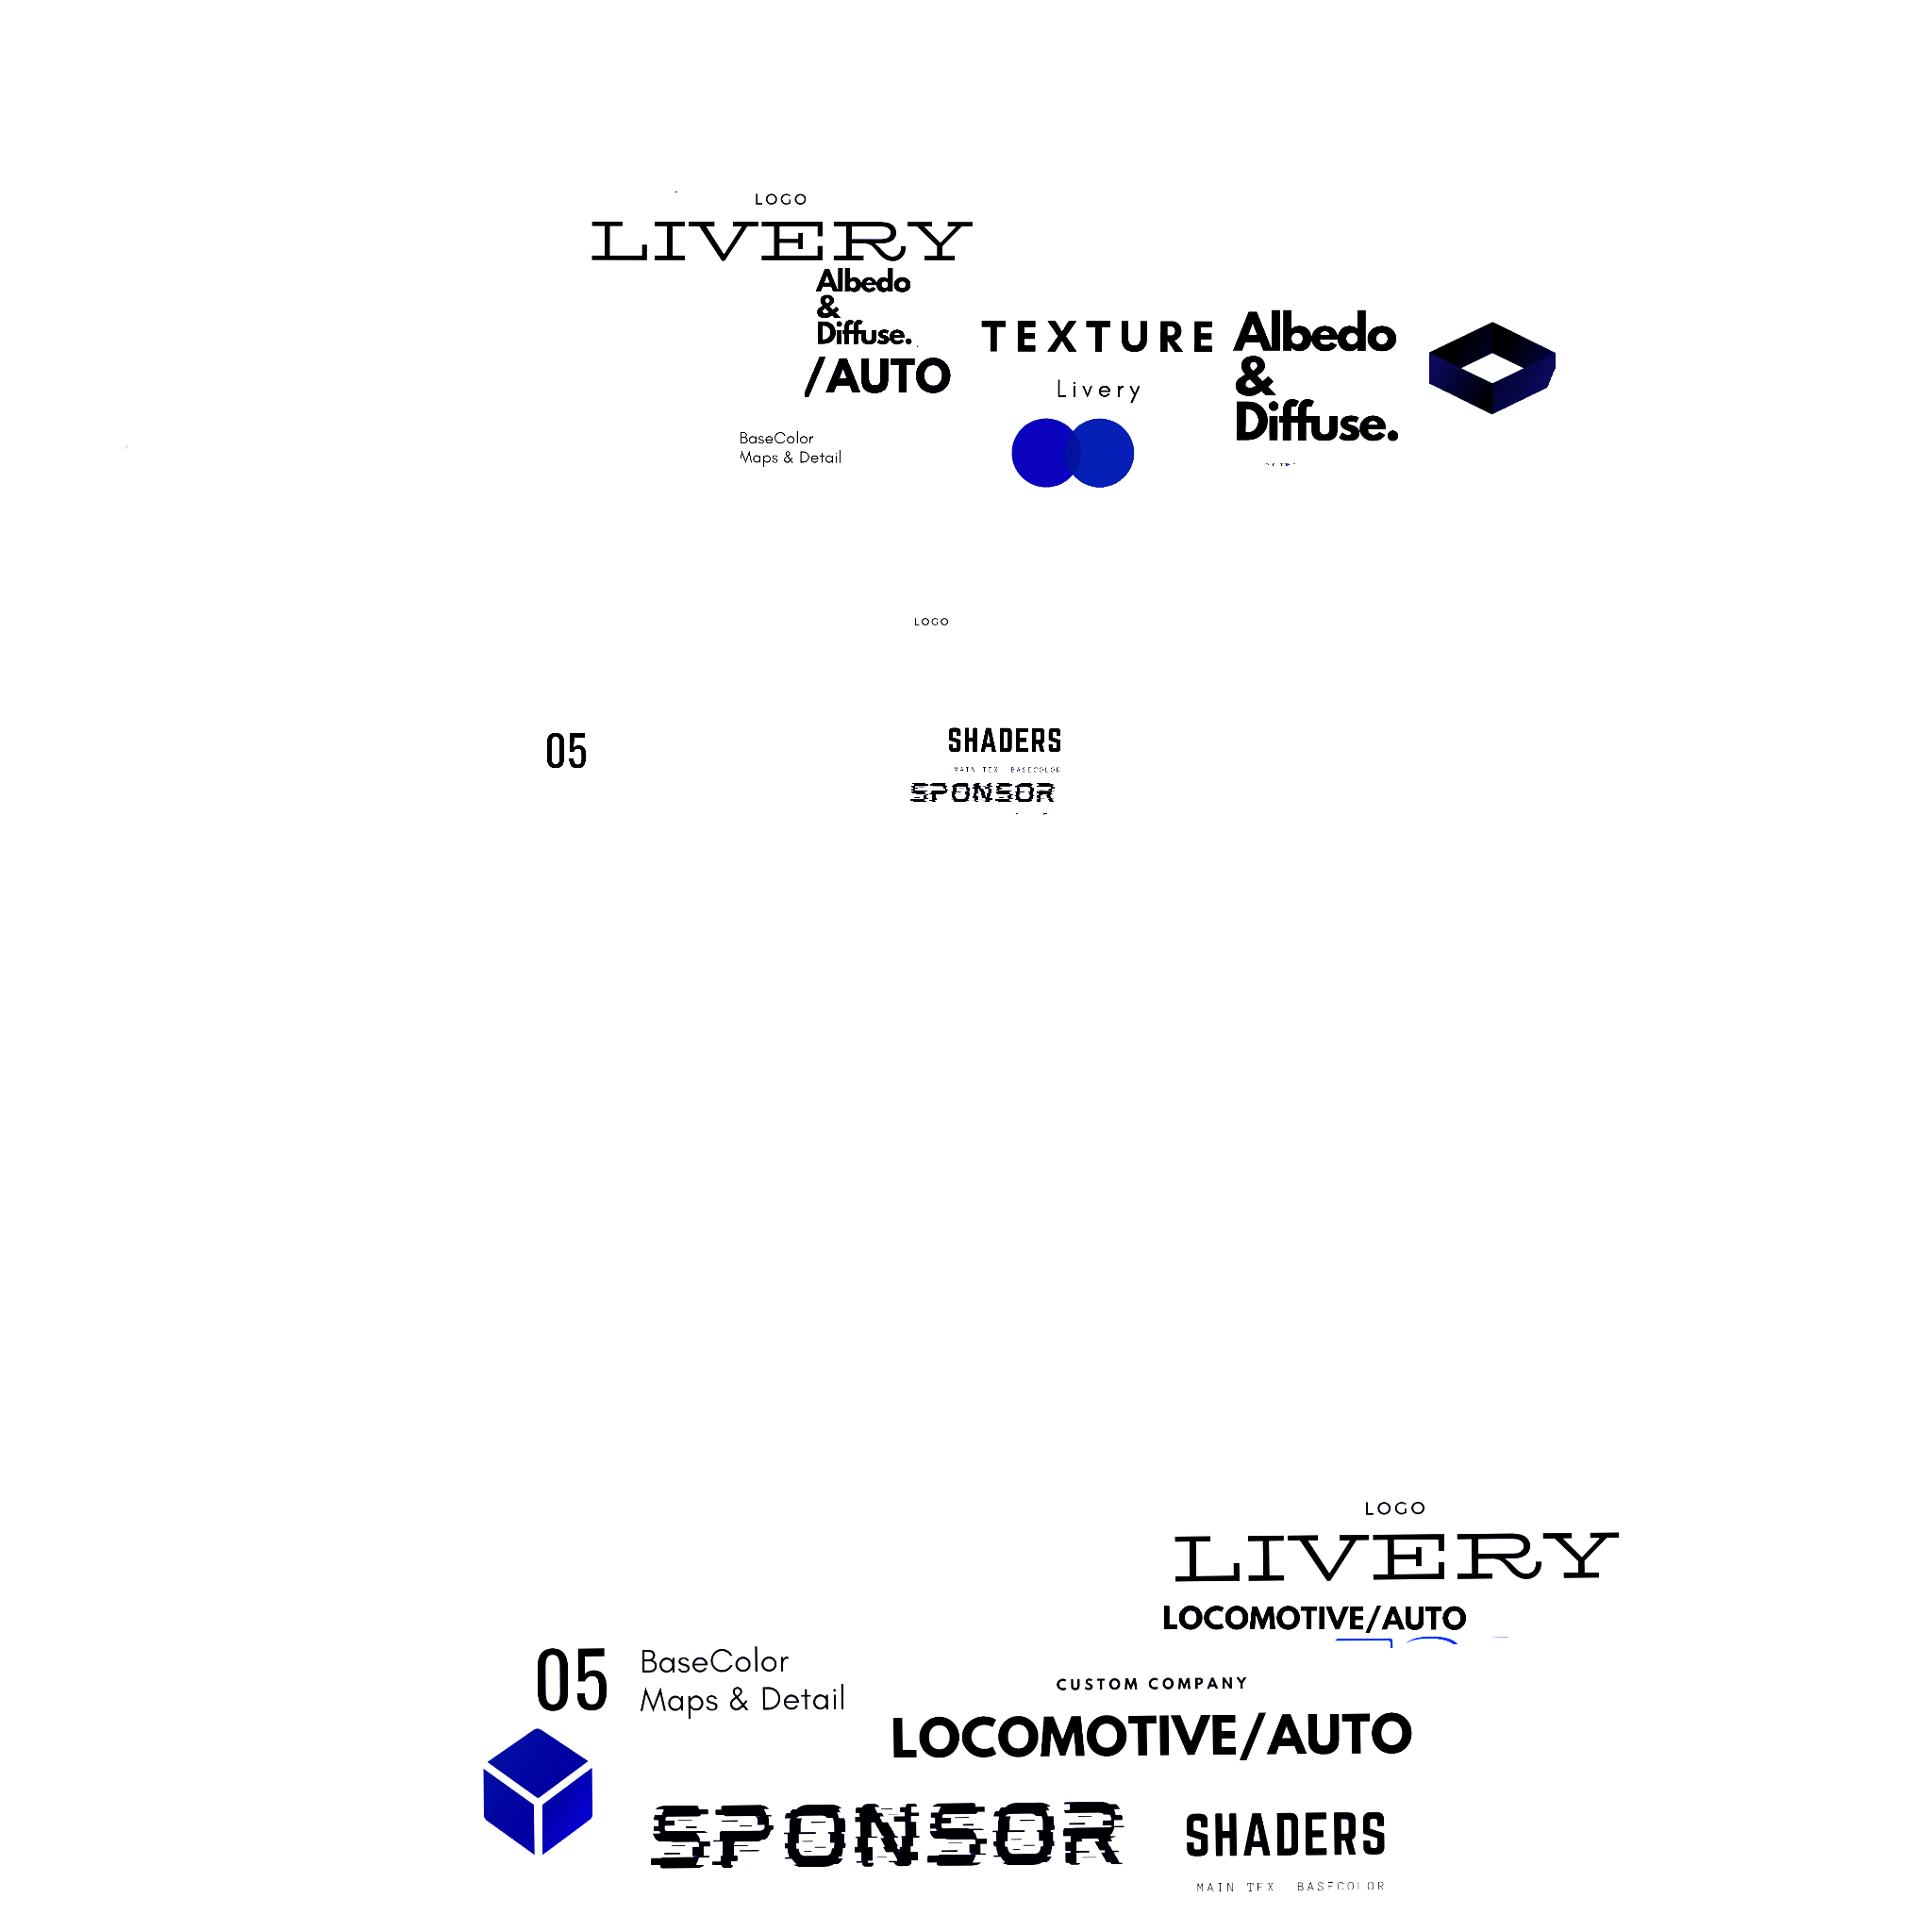 LOGO
LIVERY
Albedo
&
Diffuse.
/AUTO
BaseColor
Maps & Detail
TEXTURE
Livery
Albedo
&
Diffuse.
LOGO
05
SHADERS
MAIN TEX BASECOLOR
SPONSOR
LOGO
LIVERY
LOCOMOTIVE/AUTO
05
BaseColor
Maps & Detail
CUSTOM COMPANY
LOCOMOTIVE/AUTO
SPONSOR
SHADERS
MAIN TEX BASECOLOR